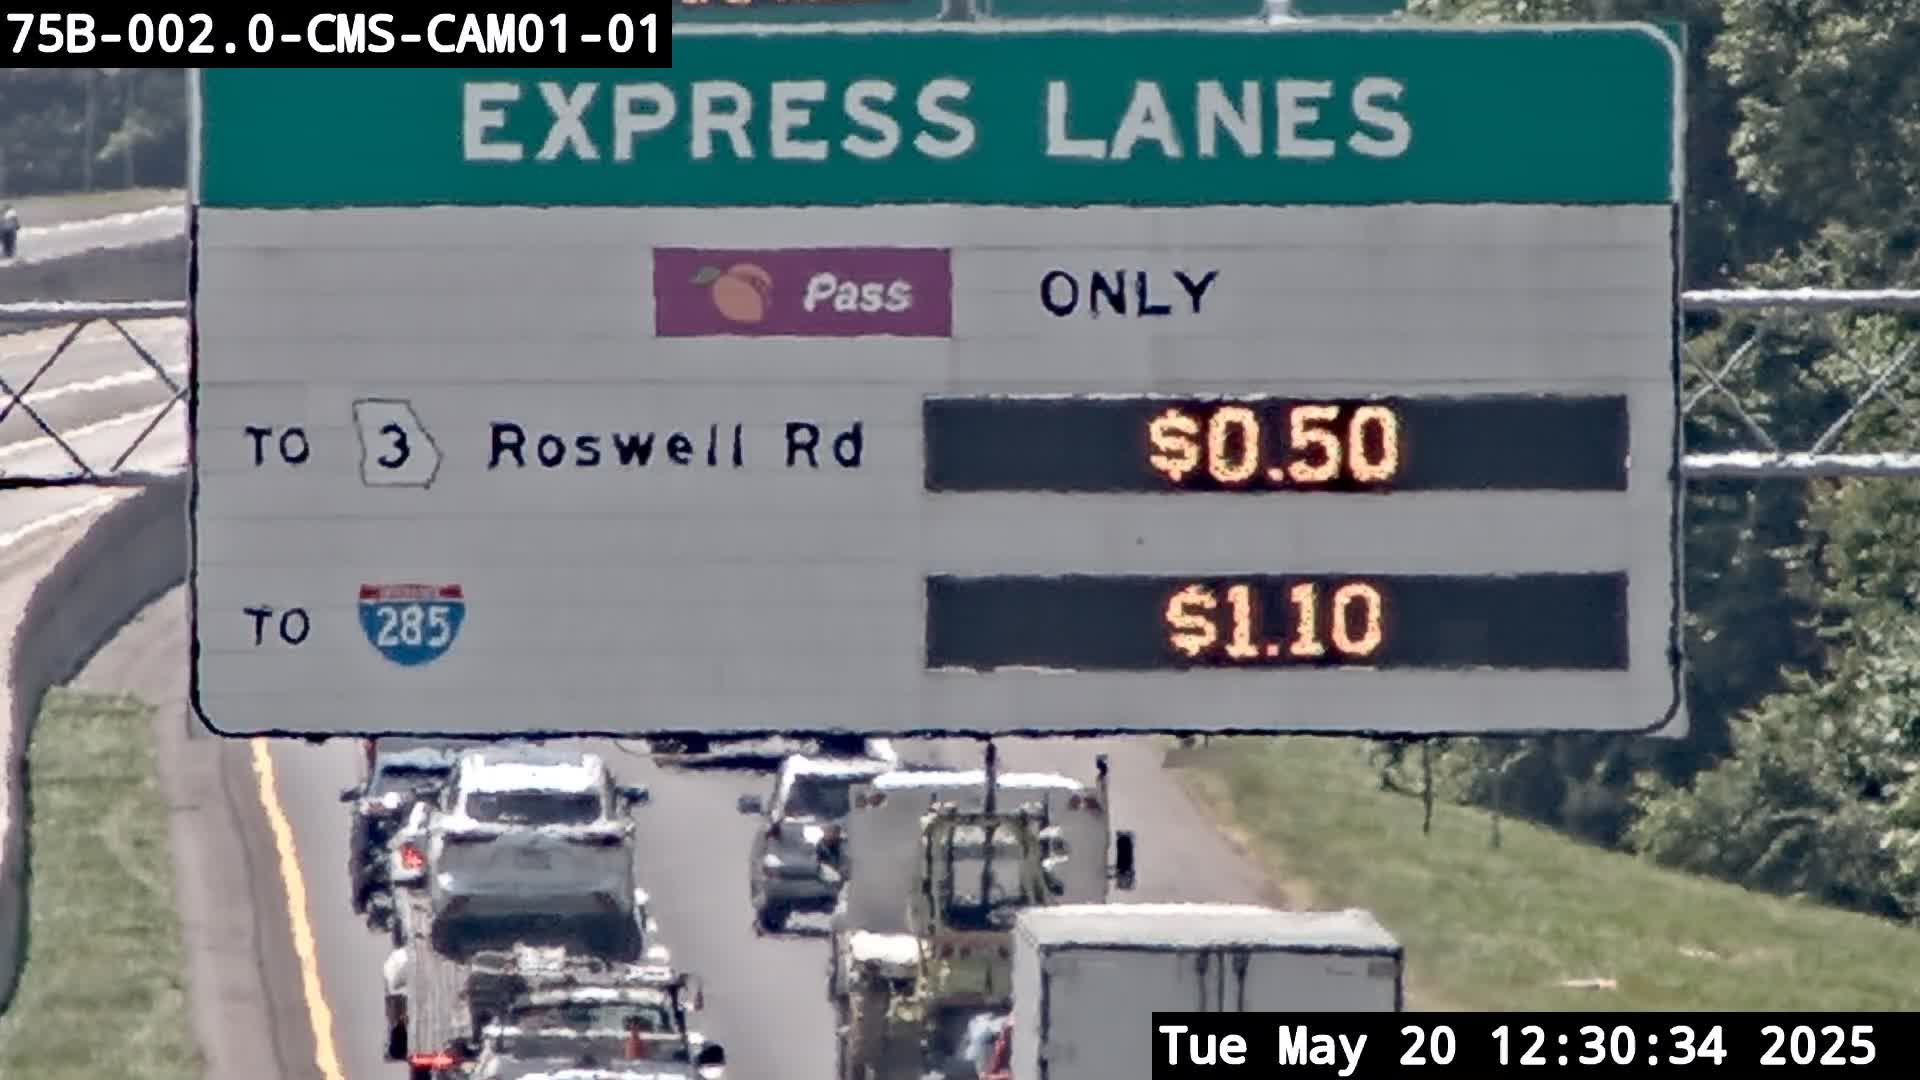 75B-002.0-CMS-CAM01-01
EXPRESS LANES
Pass ONLY
TO 3 Roswell Rd $0.50
TO 285 $1.10
Tue May 20 12:30:34 2025